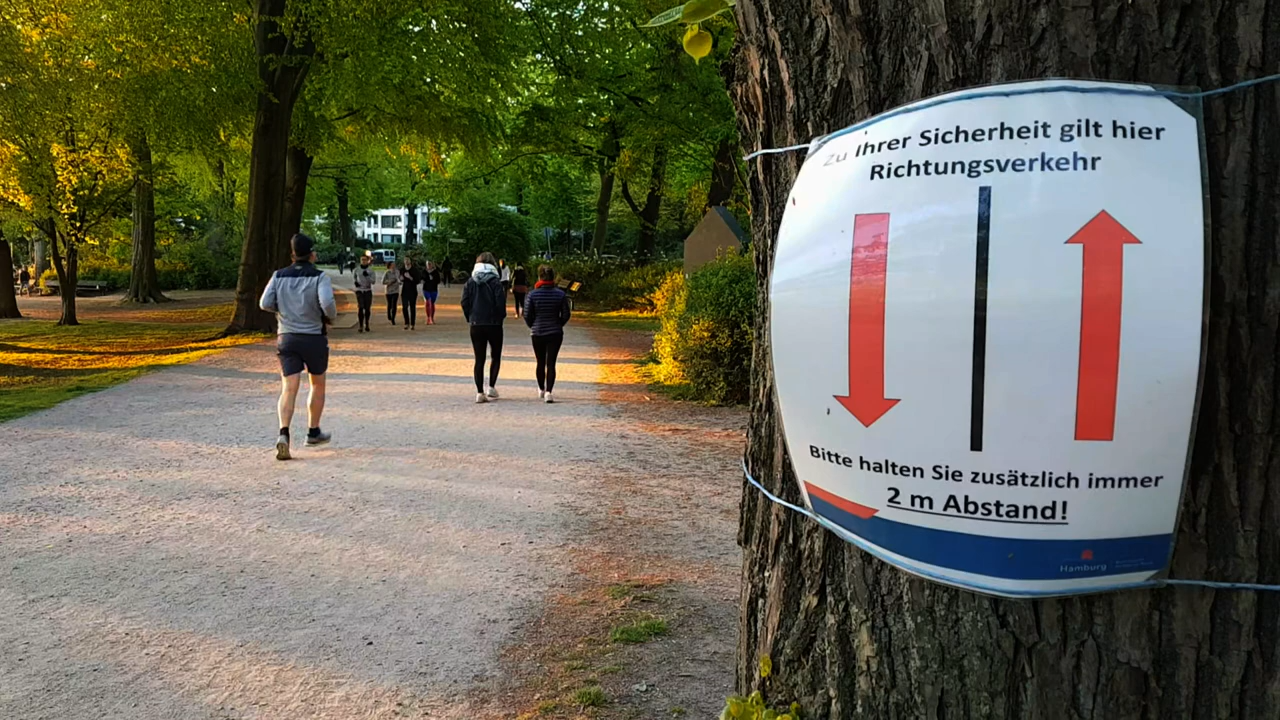 Zu Ihrer Sicherheit gilt hier
Richtungsverkehr
Bitte halten Sie zusätzlich immer
2 m Abstand!
Hamburg